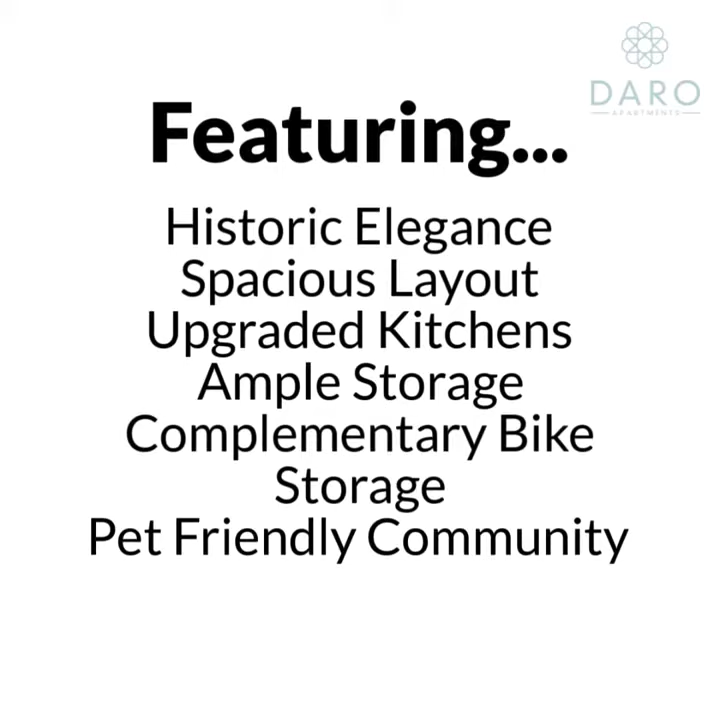 DARO
APARTMENTS
Featuring...
Historic Elegance
Spacious Layout
Upgraded Kitchens
Ample Storage
Complementary Bike
Storage
Pet Friendly Community